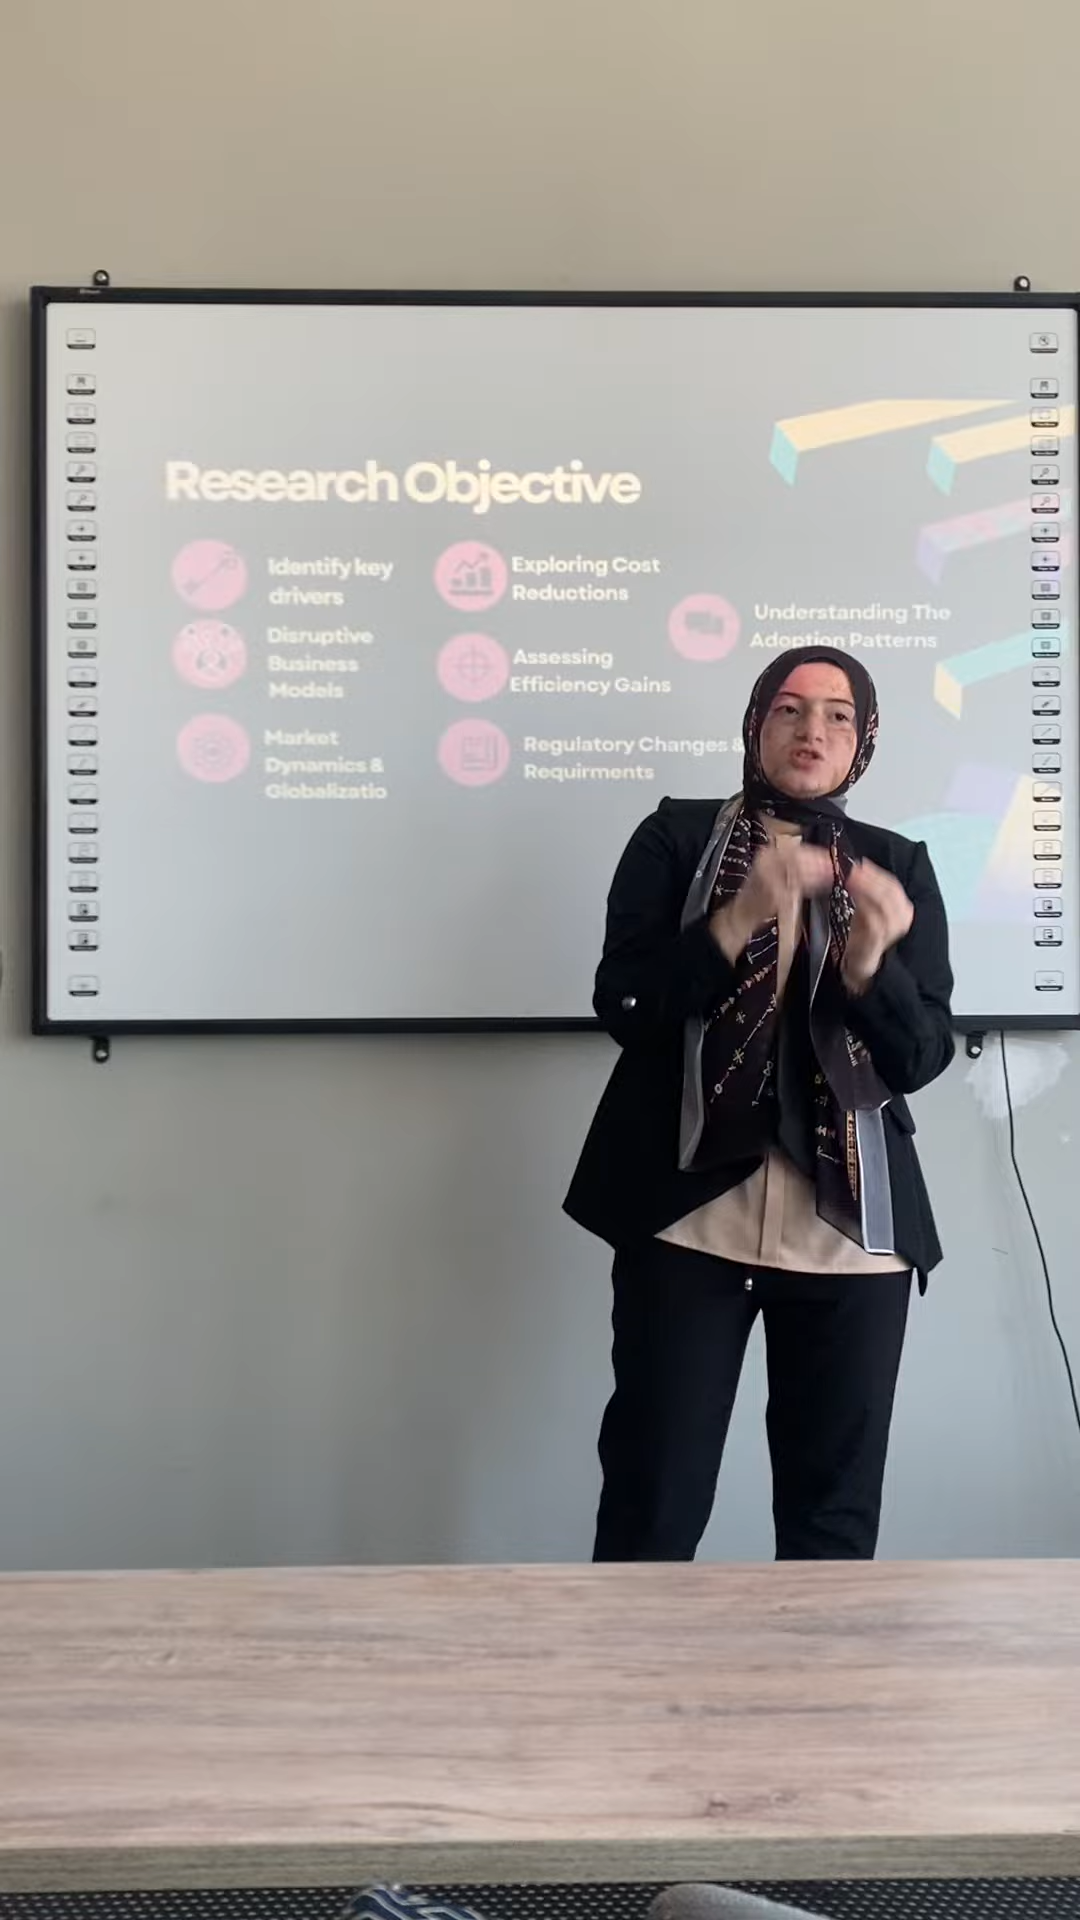 Research Objective
Identify key
drivers
Disruptive
Business
Models
Market
Dynamics &
Globalizatio
Exploring Cost
Reductions
Assessing
Efficiency Gains
Regulatory Changes &
Requirments
Understanding The
Adoption Patterns